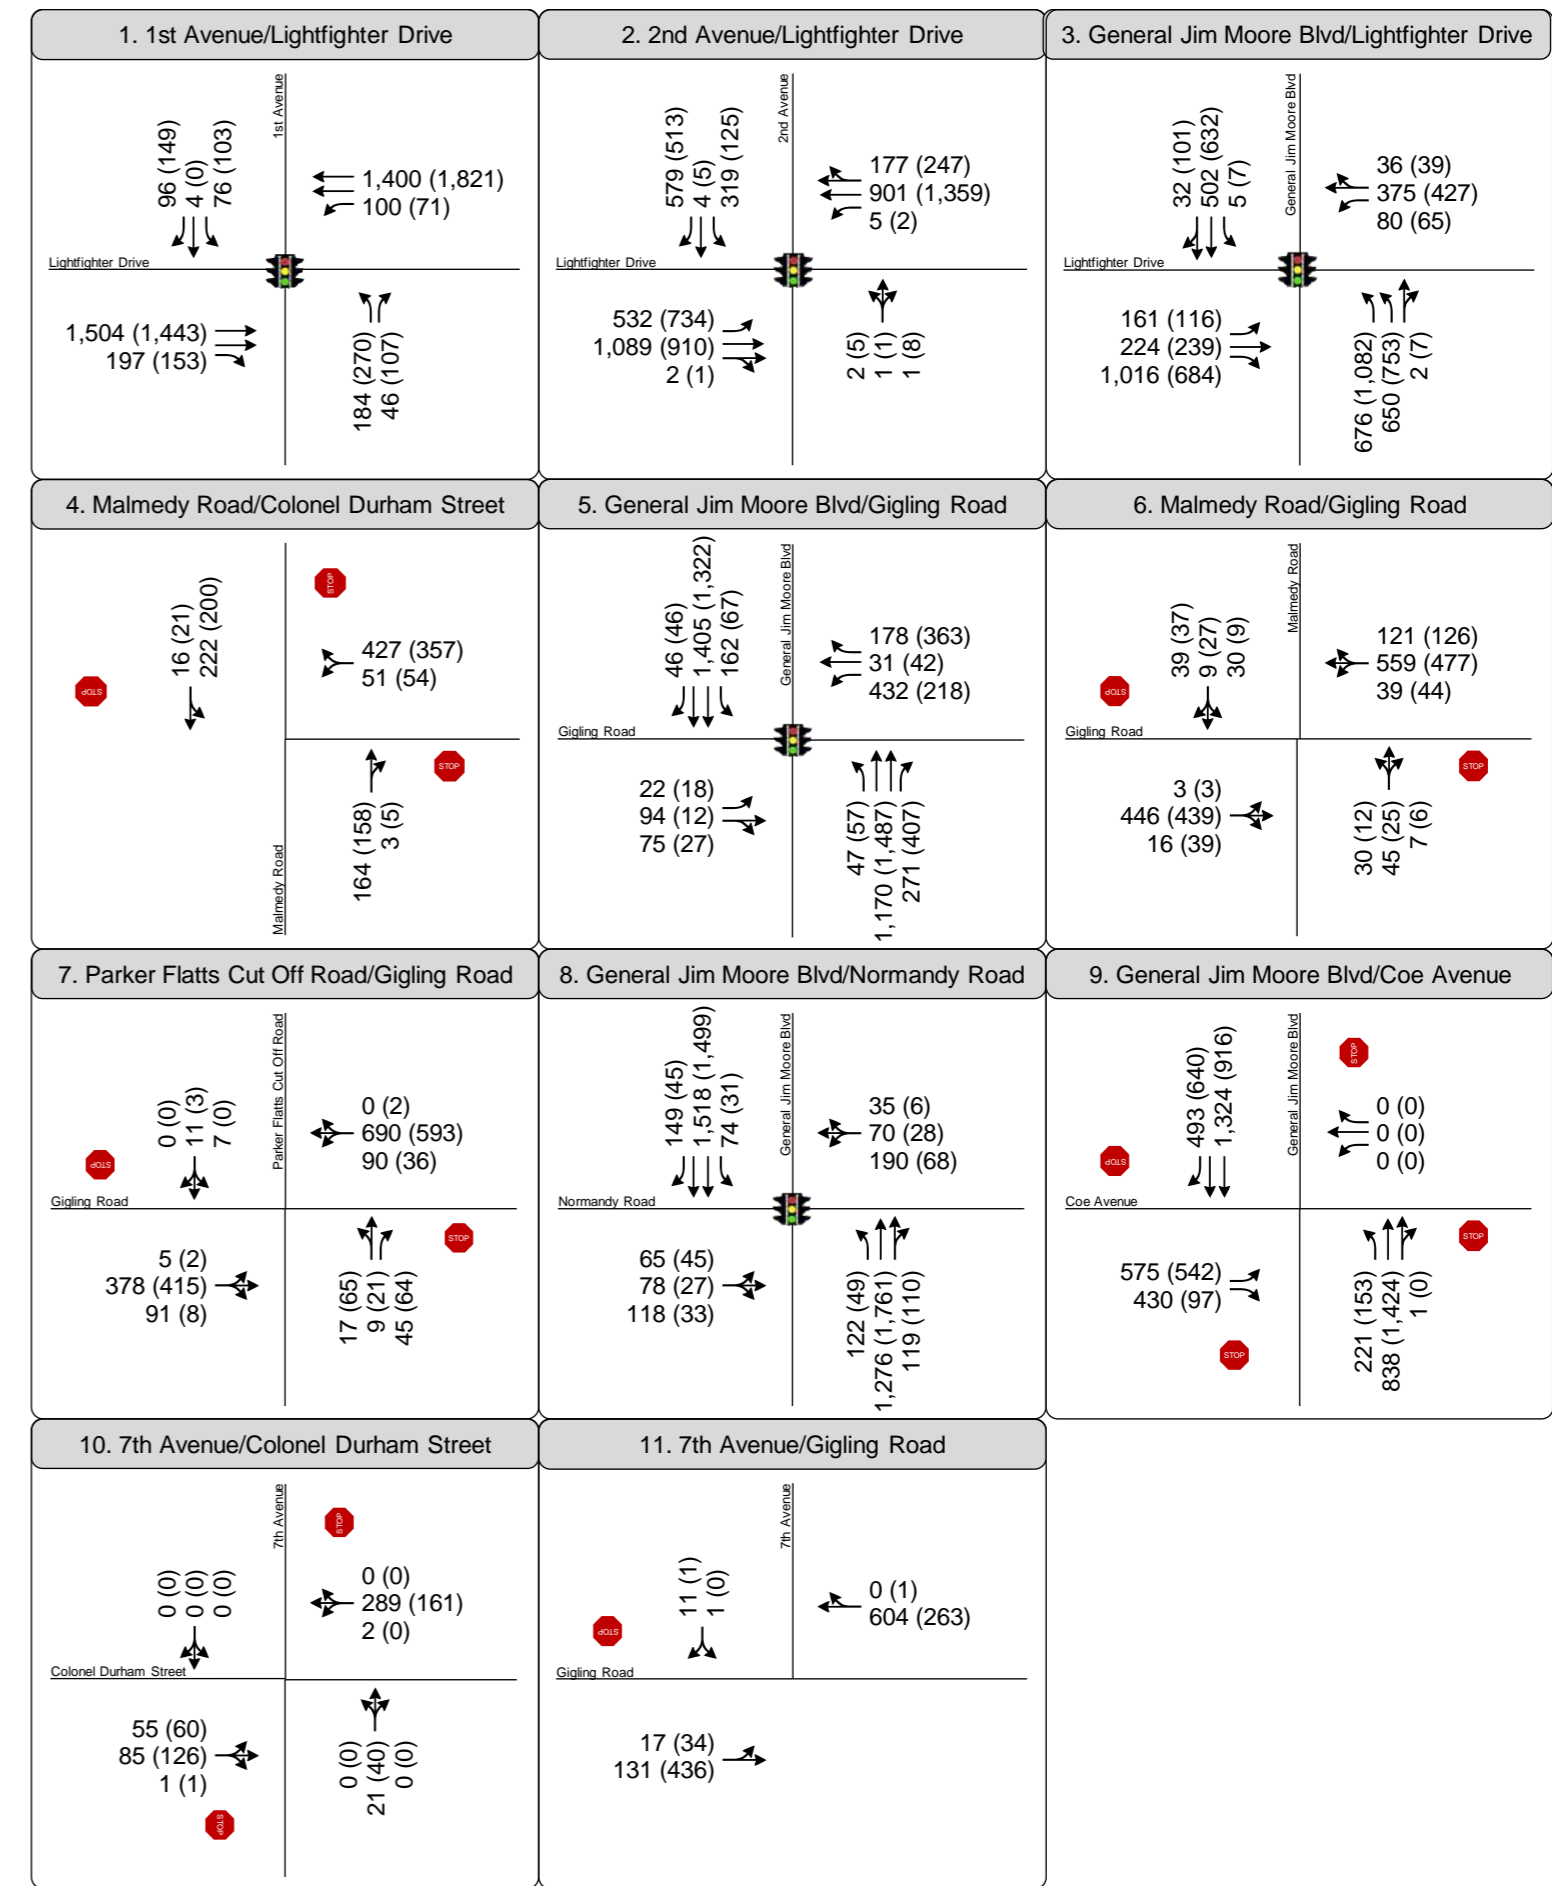 1. 1st Avenue/Lightfighter Drive
1st Avenue
96 (149)
4 (0)
76 (103)
1,400 (1,821)
100 (71)
Lightfighter Drive
1,504 (1,443)
197 (153)
184 (270)
46 (107)
2. 2nd Avenue/Lightfighter Drive
2nd Avenue
579 (513)
4 (5)
319 (125)
177 (247)
901 (1,359)
5 (2)
Lightfighter Drive
532 (734)
1,089 (910)
2 (1)
2 (5)
1 (1)
1 (8)
3. General Jim Moore Blvd/Lightfighter Drive
General Jim Moore Blvd
32 (101)
502 (632)
5 (7)
36 (39)
375 (427)
80 (65)
Lightfighter Drive
161 (116)
224 (239)
1,016 (684)
676 (1,082)
650 (753)
2 (7)
4. Malmedy Road/Colonel Durham Street
STOP
16 (21)
222 (200)
427 (357)
51 (54)
STOP
STOP
164 (158)
3 (5)
Malmedy Road
5. General Jim Moore Blvd/Gigling Road
General Jim Moore Blvd
46 (46)
1,405 (1,322)
162 (67)
178 (363)
31 (42)
432 (218)
Gigling Road
22 (18)
94 (12)
75 (27)
47 (57)
1,170 (1,487)
271 (407)
6. Malmedy Road/Gigling Road
Malmedy Road
39 (37)
9 (27)
30 (9)
121 (126)
559 (477)
39 (44)
STOP
Gigling Road
STOP
3 (3)
446 (439)
16 (39)
30 (12)
45 (25)
7 (6)
7. Parker Flatts Cut Off Road/Gigling Road
Parker Flatts Cut Off Road
0 (0)
11 (3)
7 (0)
0 (2)
690 (593)
90 (36)
STOP
Gigling Road
STOP
5 (2)
378 (415)
91 (8)
17 (65)
9 (21)
45 (64)
8. General Jim Moore Blvd/Normandy Road
General Jim Moore Blvd
149 (45)
1,518 (1,499)
74 (31)
35 (6)
70 (28)
190 (68)
Normandy Road
65 (45)
78 (27)
118 (33)
122 (49)
1,276 (1,761)
119 (110)
9. General Jim Moore Blvd/Coe Avenue
General Jim Moore Blvd
STOP
493 (640)
1,324 (916)
0 (0)
0 (0)
0 (0)
STOP
Coe Avenue
STOP
575 (542)
430 (97)
STOP
221 (153)
838 (1,424)
1 (0)
10. 7th Avenue/Colonel Durham Street
7th Avenue
STOP
0 (0)
0 (0)
0 (0)
0 (0)
289 (161)
2 (0)
Colonel Durham Street
55 (60)
85 (126)
1 (1)
STOP
0 (0)
21 (40)
0 (0)
11. 7th Avenue/Gigling Road
7th Avenue
11 (1)
1 (0)
0 (1)
604 (263)
STOP
Gigling Road
17 (34)
131 (436)